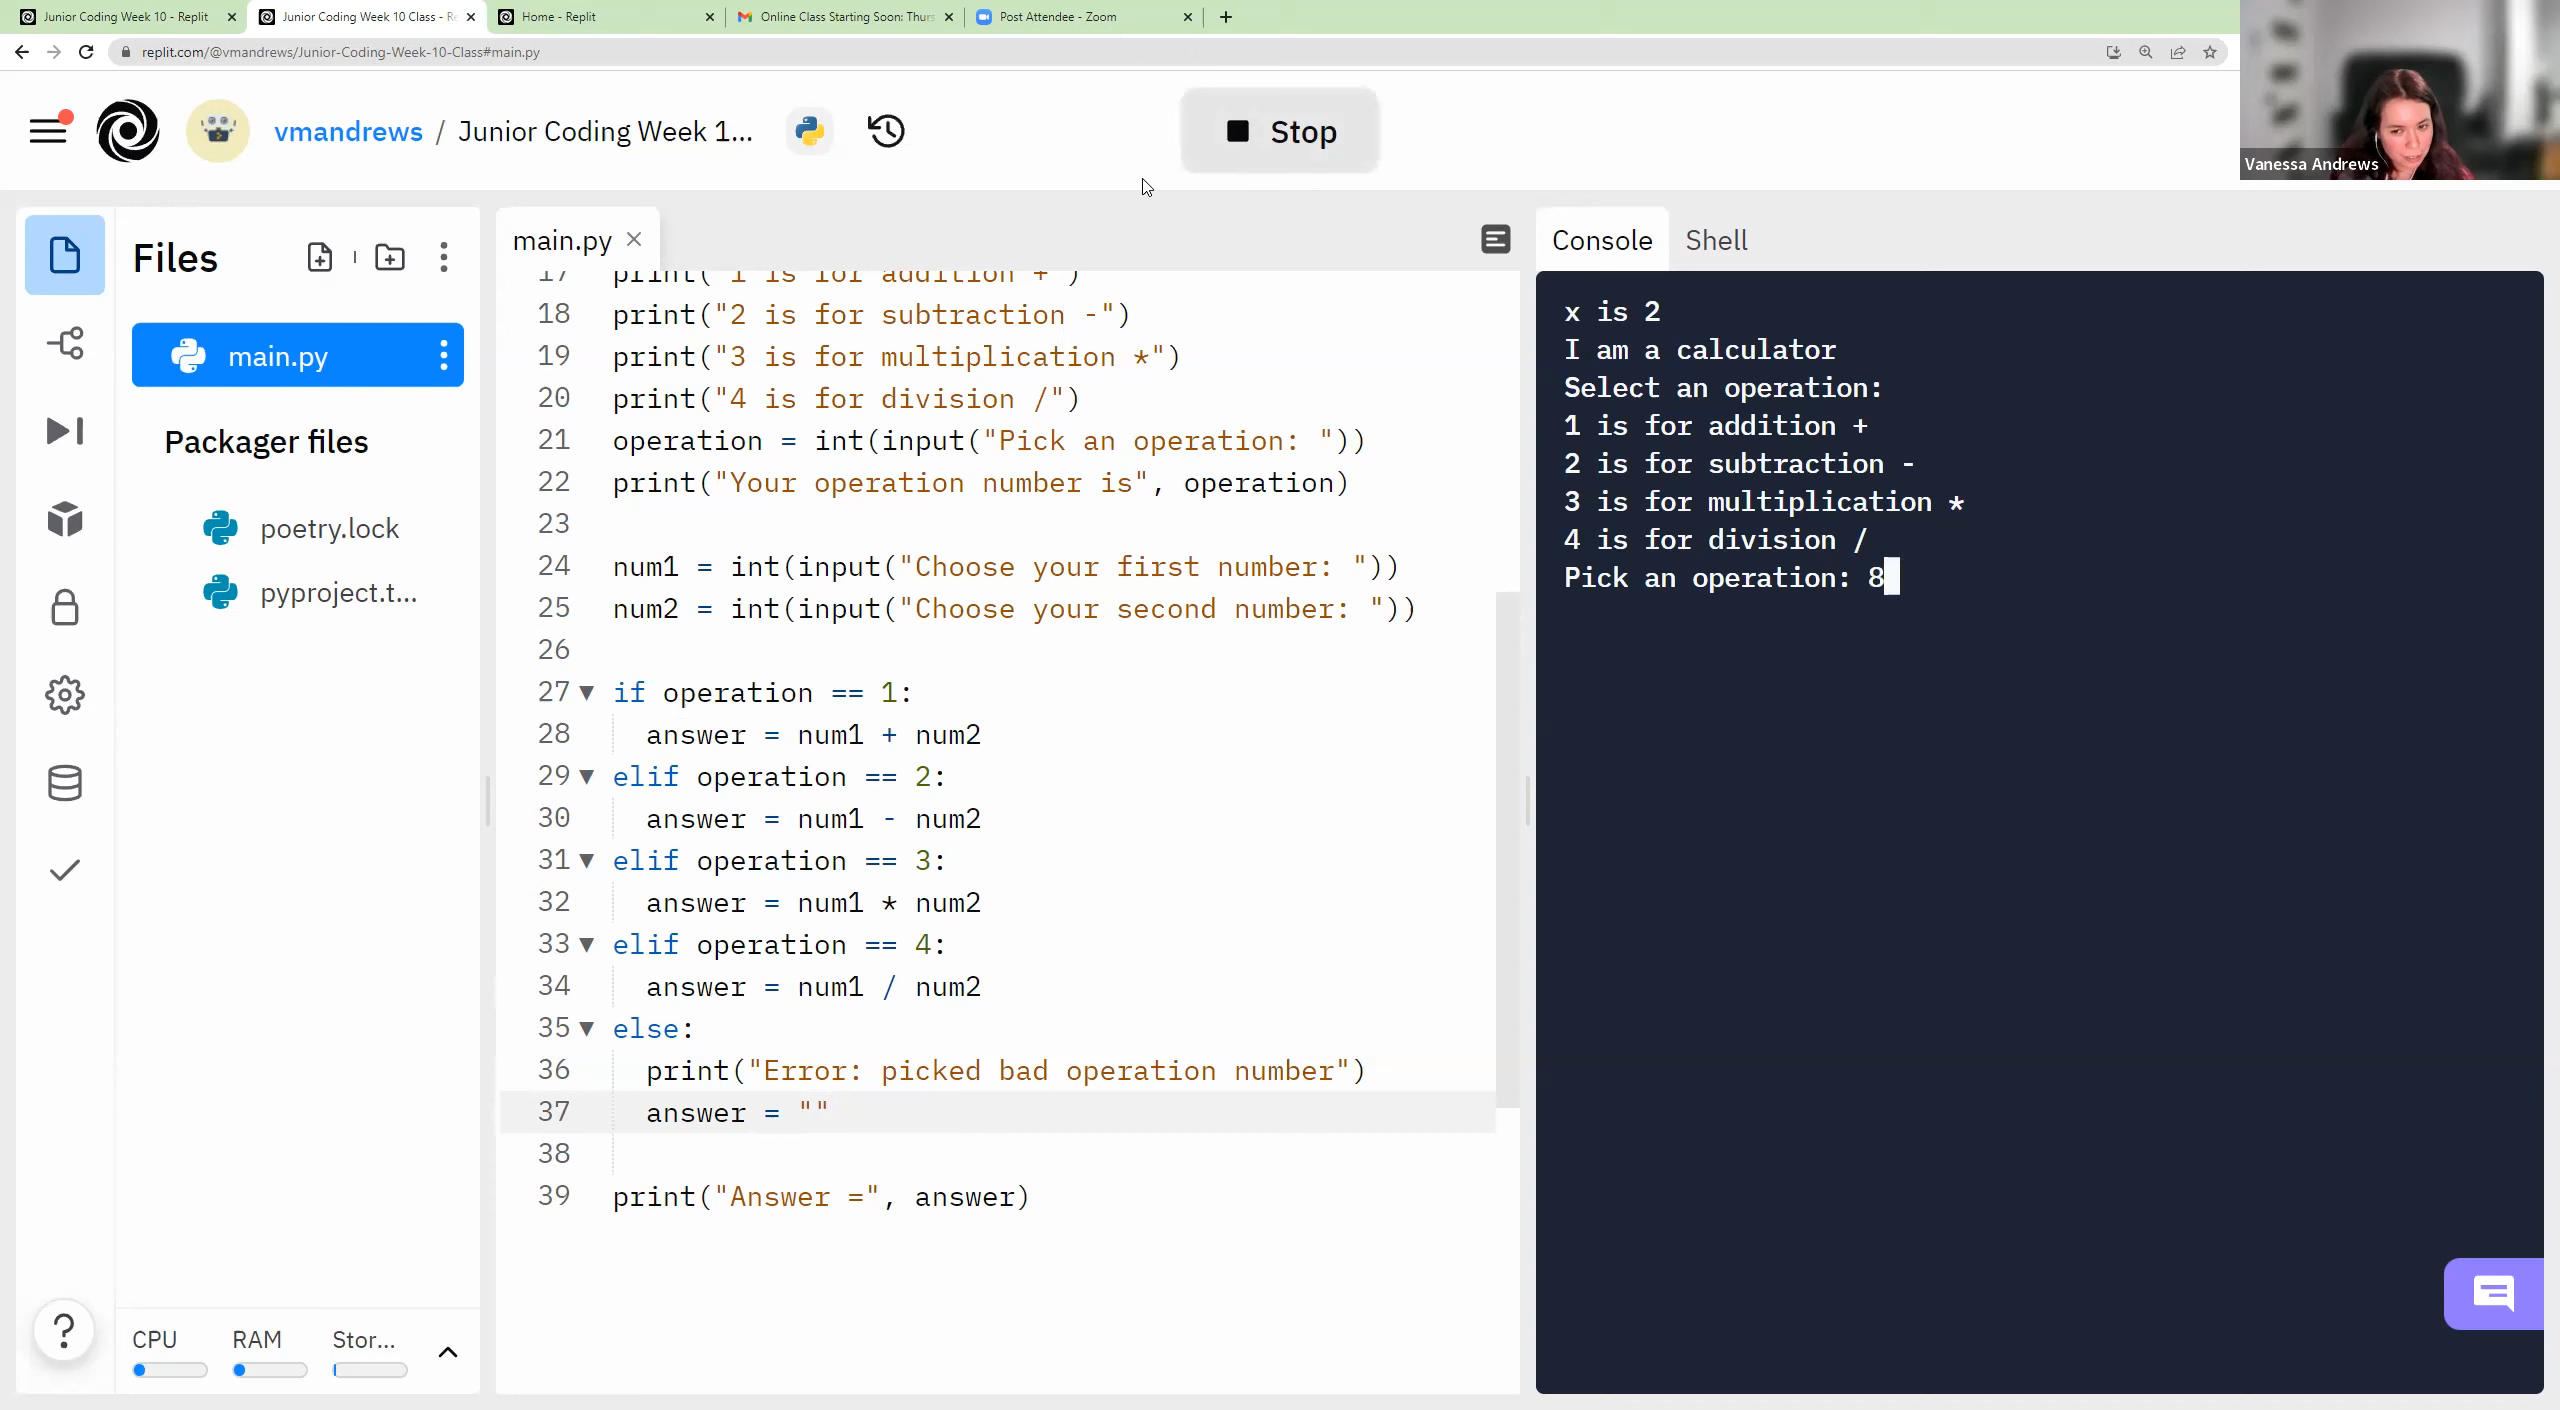 Junior Coding Week 10 - Replit
Junior Coding Week 10 Class - Re
Home - Replit
Online Class Starting Soon: Thurs
Post Attendee - Zoom
replit.com/@vmandrews/Junior-Coding-Week-10-Class#main.py
vmandrews / Junior Coding Week 1...
Stop
Vanessa Andrews
Files
main.py
Packager files
poetry.lock
pyproject.t...
CPU RAM Stor...
?
main.py
17 print("1 is for addition +")
18 print("2 is for subtraction -")
19 print("3 is for multiplication *")
20 print("4 is for division /")
21 operation = int(input("Pick an operation: "))
22 print("Your operation number is", operation)
23
24 num1 = int(input("Choose your first number: "))
25 num2 = int(input("Choose your second number: "))
26
27 if operation == 1:
28 answer = num1 + num2
29 elif operation == 2:
30 answer = num1 - num2
31 elif operation == 3:
32 answer = num1 * num2
33 elif operation == 4:
34 answer = num1 / num2
35 else:
36 print("Error: picked bad operation number")
37 answer = ""
38
39 print("Answer =", answer)
Console Shell
x is 2
I am a calculator
Select an operation:
1 is for addition +
2 is for subtraction -
3 is for multiplication *
4 is for division /
Pick an operation: 8